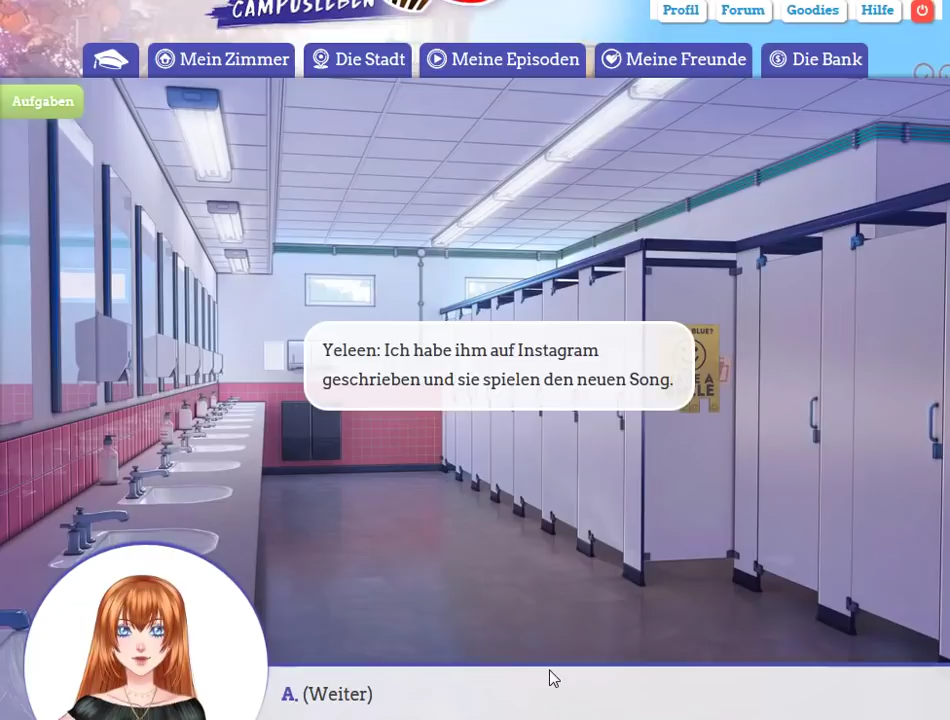 CAMPUSLEBEN
Profil
Forum
Goodies
Hilfe
Mein Zimmer
Die Stadt
Meine Episoden
Meine Freunde
Die Bank
Aufgaben
BLUE?
Yeleen: Ich habe ihm auf Instagram
geschrieben und sie spielen den neuen Song.
A. (Weiter)